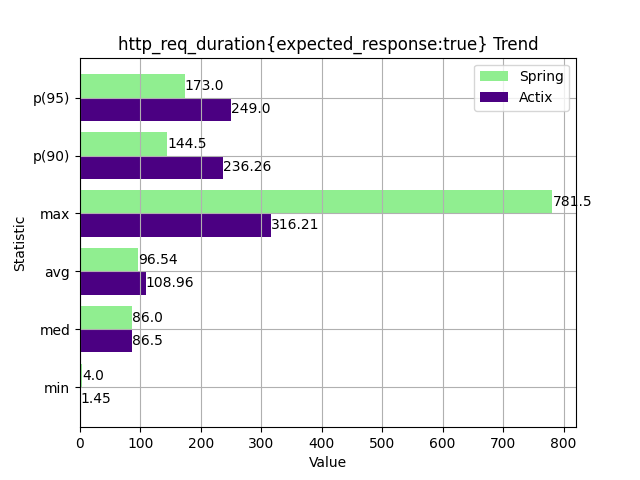 http_req_duration{expected_response:true} Trend
Spring
Actix
p(95)
173.0
249.0
p(90)
144.5
236.26
max
781.5
316.21
avg
96.54
108.96
med
86.0
86.5
min
4.0
1.45
Statistic
0 100 200 300 400 500 600 700 800
Value